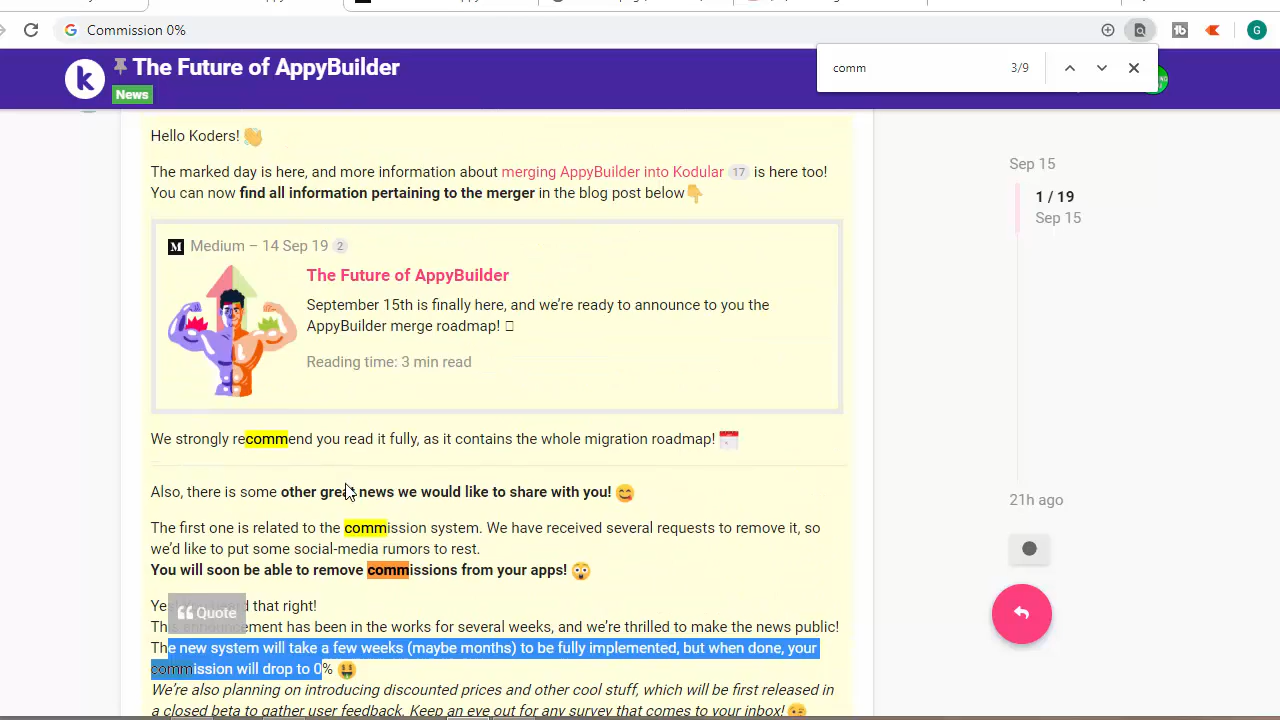 Commission 0%
G
comm
3/9
k
The Future of AppyBuilder
News
Hello Koders!
The marked day is here, and more information about merging AppyBuilder into Kodular 17 is here too!
You can now find all information pertaining to the merger in the blog post below
M Medium – 14 Sep 19 2
The Future of AppyBuilder
September 15th is finally here, and we're ready to announce to you the
AppyBuilder merge roadmap!
Reading time: 3 min read
We strongly recommend you read it fully, as it contains the whole migration roadmap!
Also, there is some other great news we would like to share with you!
The first one is related to the commission system. We have received several requests to remove it, so
we'd like to put some social-media rumors to rest.
You will soon be able to remove commissions from your apps!
that right!
Quote
This announcement has been in the works for several weeks, and we're thrilled to make the news public!
The new system will take a few weeks (maybe months) to be fully implemented, but when done, your
commission will drop to 0%
We're also planning on introducing discounted prices and other cool stuff, which will be first released in
a closed beta to gather user feedback. Keep an eye out for any survey that comes to your inbox!
Sep 15
1 / 19
Sep 15
21h ago